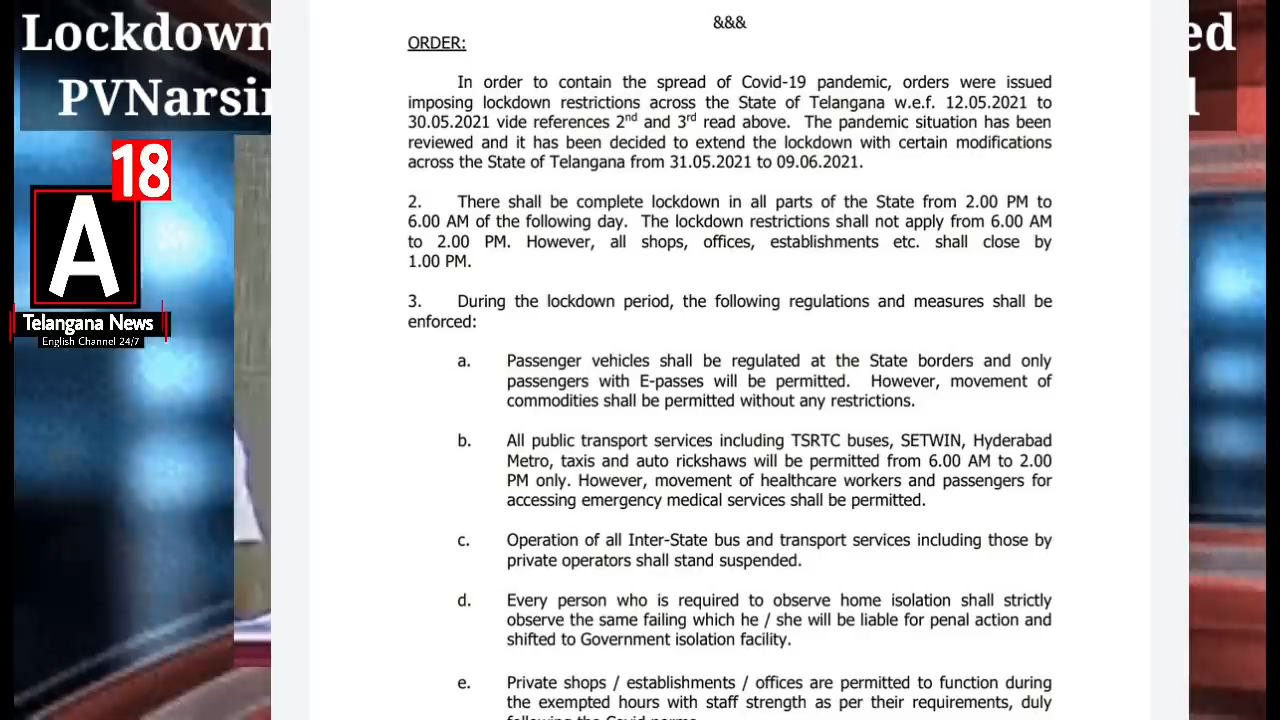 Lockdown
PVNarsi
ed
18
A
Telangana News
English Channel 24/7
&&&
ORDER:
In order to contain the spread of Covid-19 pandemic, orders were issued
imposing lockdown restrictions across the State of Telangana w.e.f. 12.05.2021 to
30.05.2021 vide references 2nd and 3rd read above. The pandemic situation has been
reviewed and it has been decided to extend the lockdown with certain modifications
across the State of Telangana from 31.05.2021 to 09.06.2021.
2. There shall be complete lockdown in all parts of the State from 2.00 PM to
6.00 AM of the following day. The lockdown restrictions shall not apply from 6.00 AM
to 2.00 PM. However, all shops, offices, establishments etc. shall close by
1.00 PM.
3. During the lockdown period, the following regulations and measures shall be
enforced:
a. Passenger vehicles shall be regulated at the State borders and only
passengers with E-passes will be permitted. However, movement of
commodities shall be permitted without any restrictions.
b. All public transport services including TSRTC buses, SETWIN, Hyderabad
Metro, taxis and auto rickshaws will be permitted from 6.00 AM to 2.00
PM only. However, movement of healthcare workers and passengers for
accessing emergency medical services shall be permitted.
c. Operation of all Inter-State bus and transport services including those by
private operators shall stand suspended.
d. Every person who is required to observe home isolation shall strictly
observe the same failing which he / she will be liable for penal action and
shifted to Government isolation facility.
e. Private shops / establishments / offices are permitted to function during
the exempted hours with staff strength as per their requirements, duly
following the Covid norms